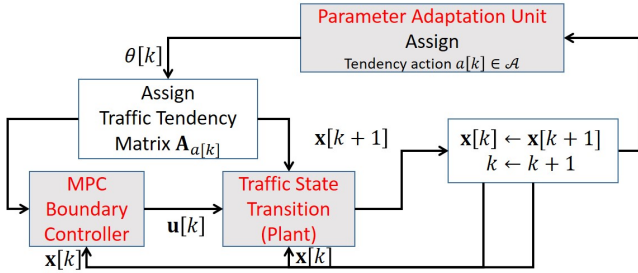 Parameter Adaptation Unit
Assign
Tendency action a[k] ∈ 𝒜
θ[k]
Assign
Traffic Tendency
Matrix A_{a[k]}
x[k + 1]
x[k] ← x[k + 1]
k ← k + 1
MPC
Boundary
Controller
u[k]
Traffic State
Transition
(Plant)
x[k]
x[k]